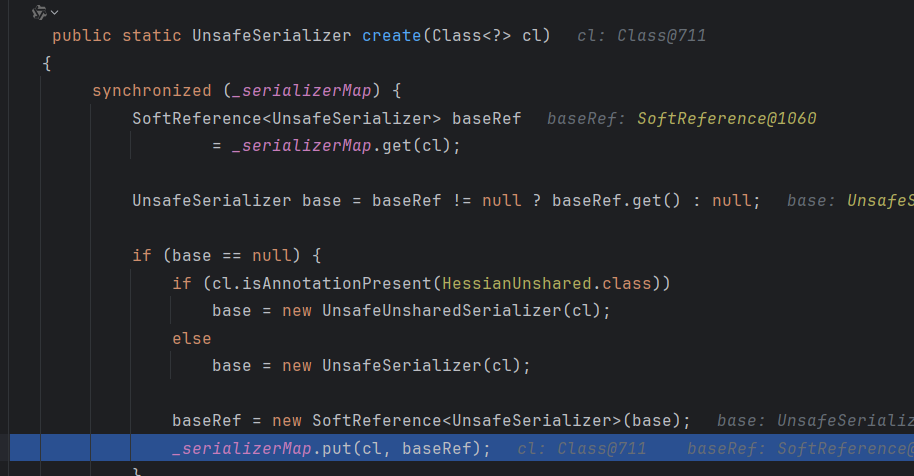 public static UnsafeSerializer create(Class<?> cl)   cl: Class@711
{
synchronized (_serializerMap) {
SoftReference<UnsafeSerializer> baseRef   baseRef: SoftReference@1060
= _serializerMap.get(cl);
UnsafeSerializer base = baseRef != null ? baseRef.get() : null;   base: UnsafeS
if (base == null) {
if (cl.isAnnotationPresent(HessianUnshared.class))
base = new UnsafeUnsharedSerializer(cl);
else
base = new UnsafeSerializer(cl);
baseRef = new SoftReference<UnsafeSerializer>(base);   base: UnsafeSerializ
_serializerMap.put(cl, baseRef);   cl: Class@711   baseRef: SoftReference@
}